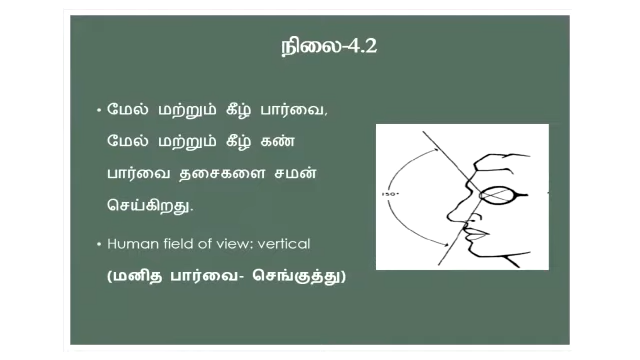 நிலை-4.2
• மேல் மற்றும் கீழ் பார்வை,
மேல் மற்றும் கீழ் கண்
பார்வை தசைகளை சமன்
செய்கிறது.
150°
• Human field of view: vertical
(மனித பார்வை- செங்குத்து)